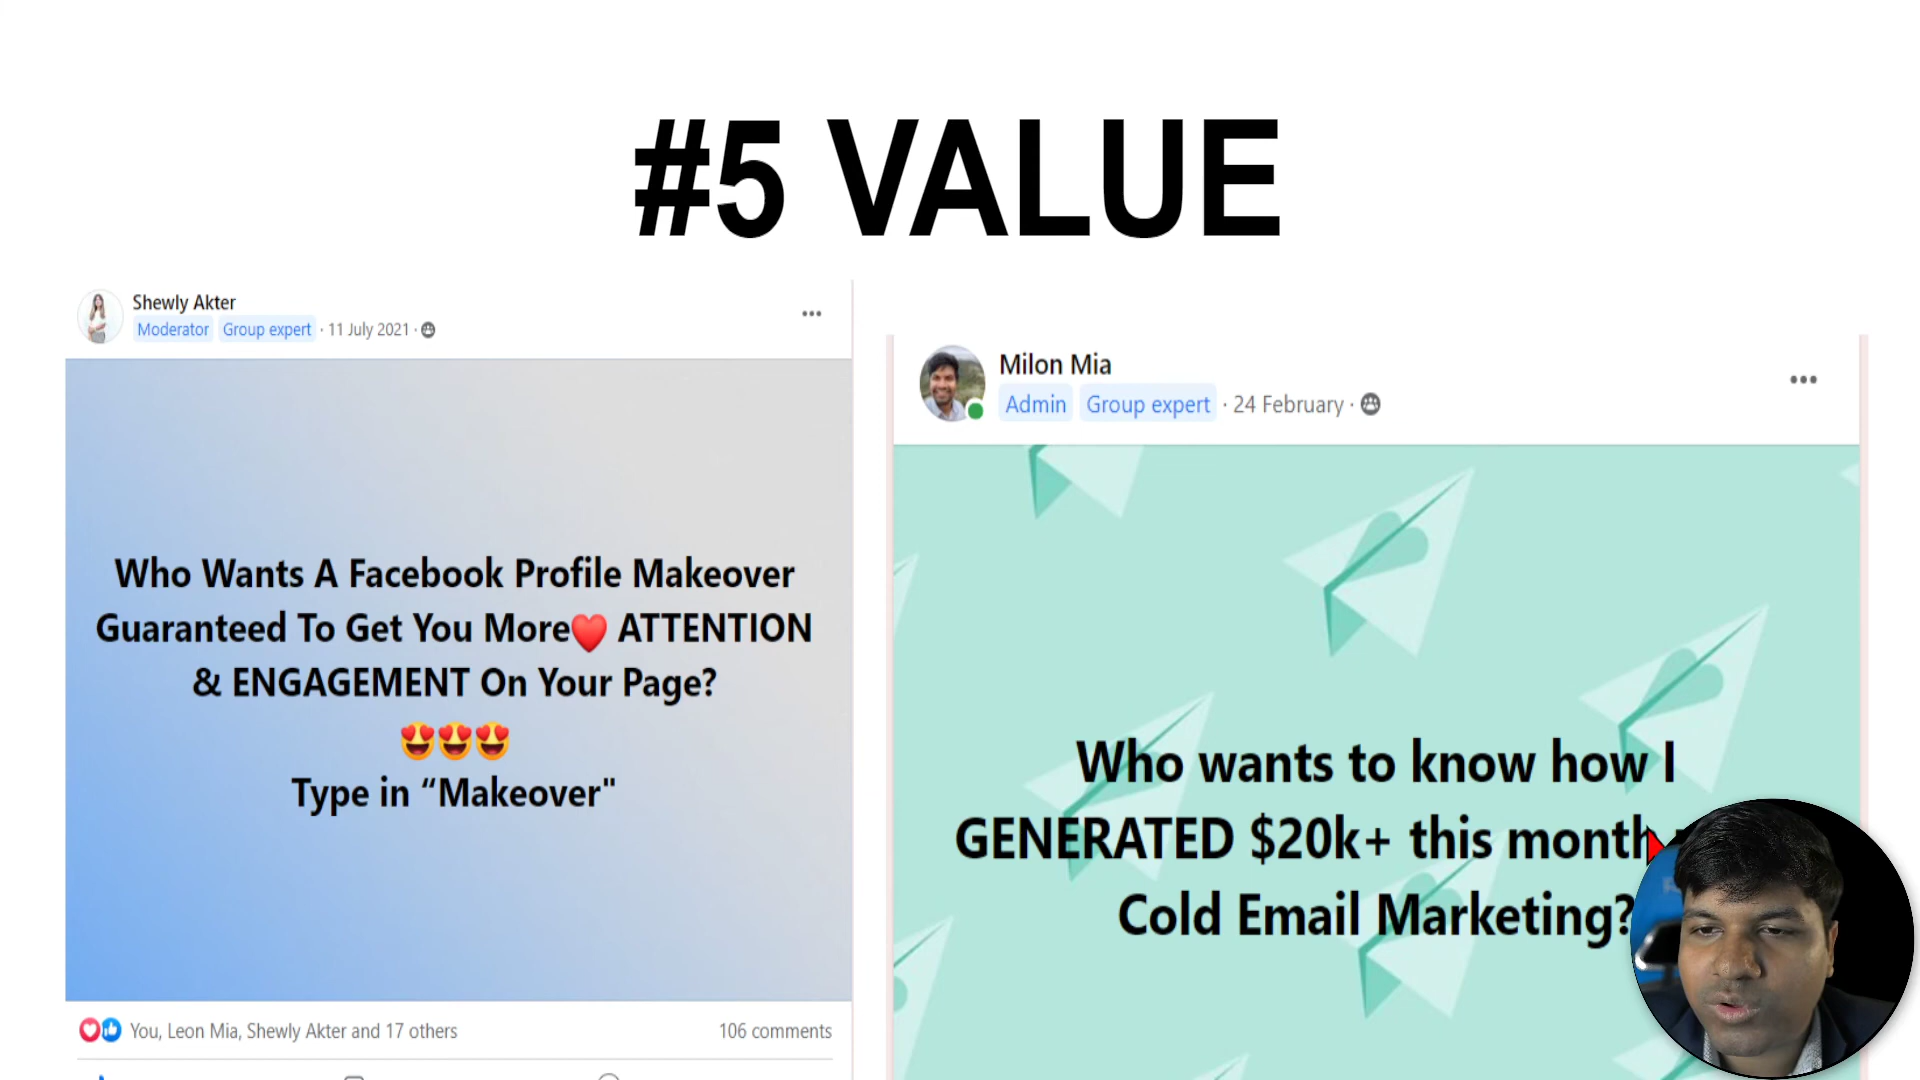 #5 VALUE
Shewly Akter
Moderator Group expert · 11 July 2021 ·
Who Wants A Facebook Profile Makeover
Guaranteed To Get You More❤️ ATTENTION
& ENGAGEMENT On Your Page?
😍😍😍
Type in “Makeover"
You, Leon Mia, Shewly Akter and 17 others
106 comments
Milon Mia
Admin Group expert · 24 February ·
Who wants to know how I
GENERATED $20k+ this month
Cold Email Marketing?